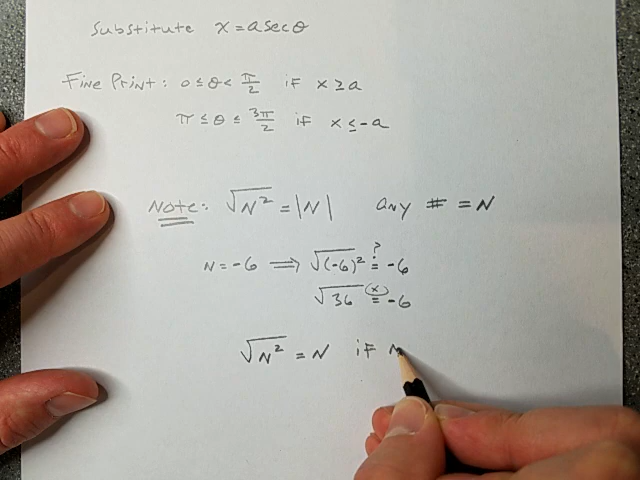 Substitute x = a sec θ
Fine Print: 0 ≤ θ < π/2 if x ≥ a
π ≤ θ ≤ 3π/2 if x ≤ -a
Note: √N² = |N| any # = N
N = -6 ⟹ √(-6)² ≟ -6
√36 = (x) -6
√N² = N if N